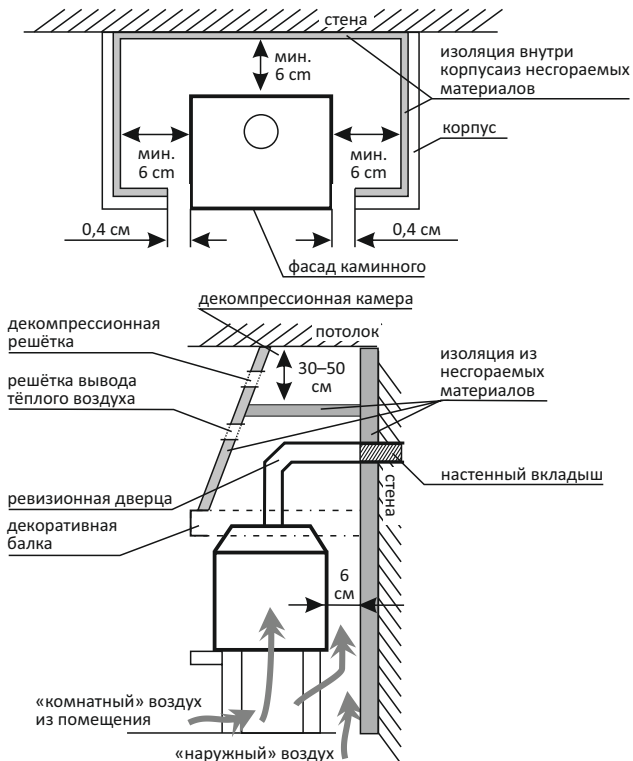 стена
мин.
6 cm
изоляция внутри
корпусаиз несгораемых
материалов
корпус
мин.
6 cm
мин.
6 cm
0,4 см
0,4 см
фасад каминного
декомпрессионная камера
декомпрессионная
решётка
потолок
30–50
см
изоляция из
несгораемых
материалов
решётка вывода
тёплого воздуха
ревизионная дверца
настенный вкладыш
стена
декоративная
балка
6
см
«комнатный» воздух
из помещения
«наружный» воздух